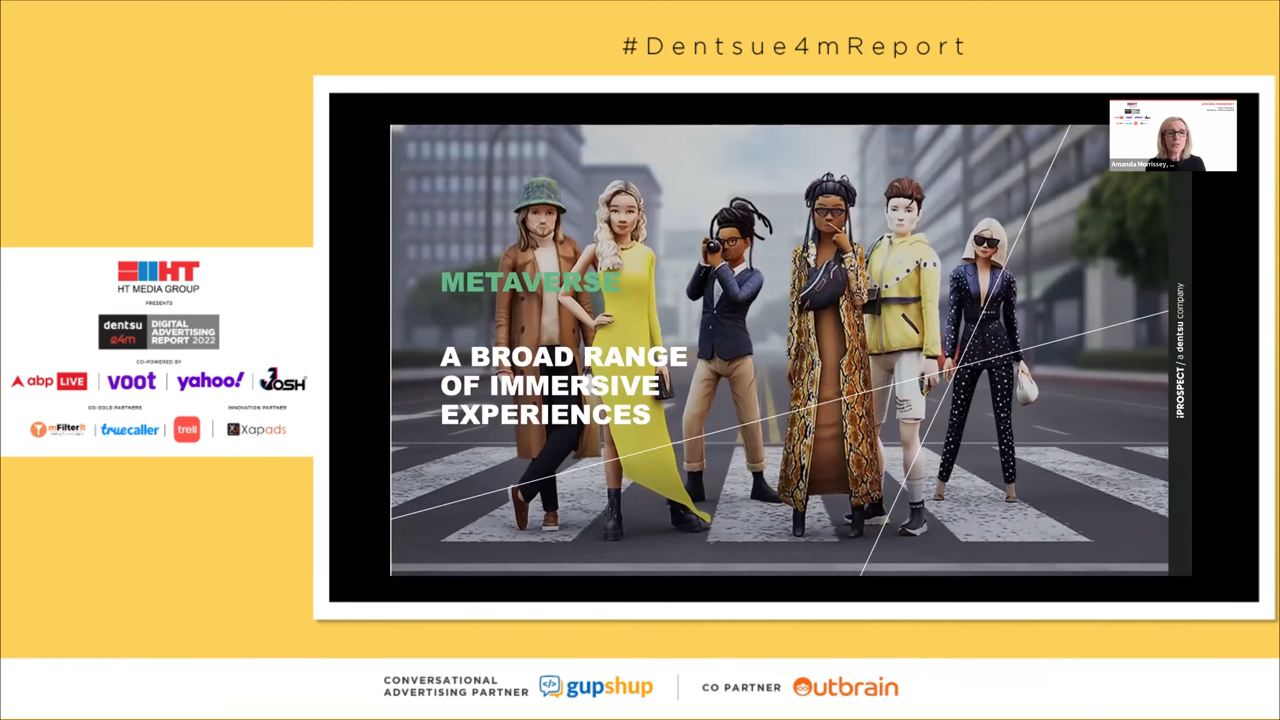 #Dentsue4mReport
HT
HT MEDIA GROUP
PRESENTS
dentsu
e4m
DIGITAL
ADVERTISING
REPORT 2022
CO-POWERED BY
abp LIVE
voot
yahoo!
JOSH
CO-GOLD PARTNERS
INNOVATION PARTNER
mFilterIt
truecaller
trell
Xapads
METAVERSE
A BROAD RANGE
OF IMMERSIVE
EXPERIENCES
Amanda Morrissey, ...
iPROSPECT / a dentsu company
CONVERSATIONAL
ADVERTISING PARTNER
gupshup
CO PARTNER
Outbrain